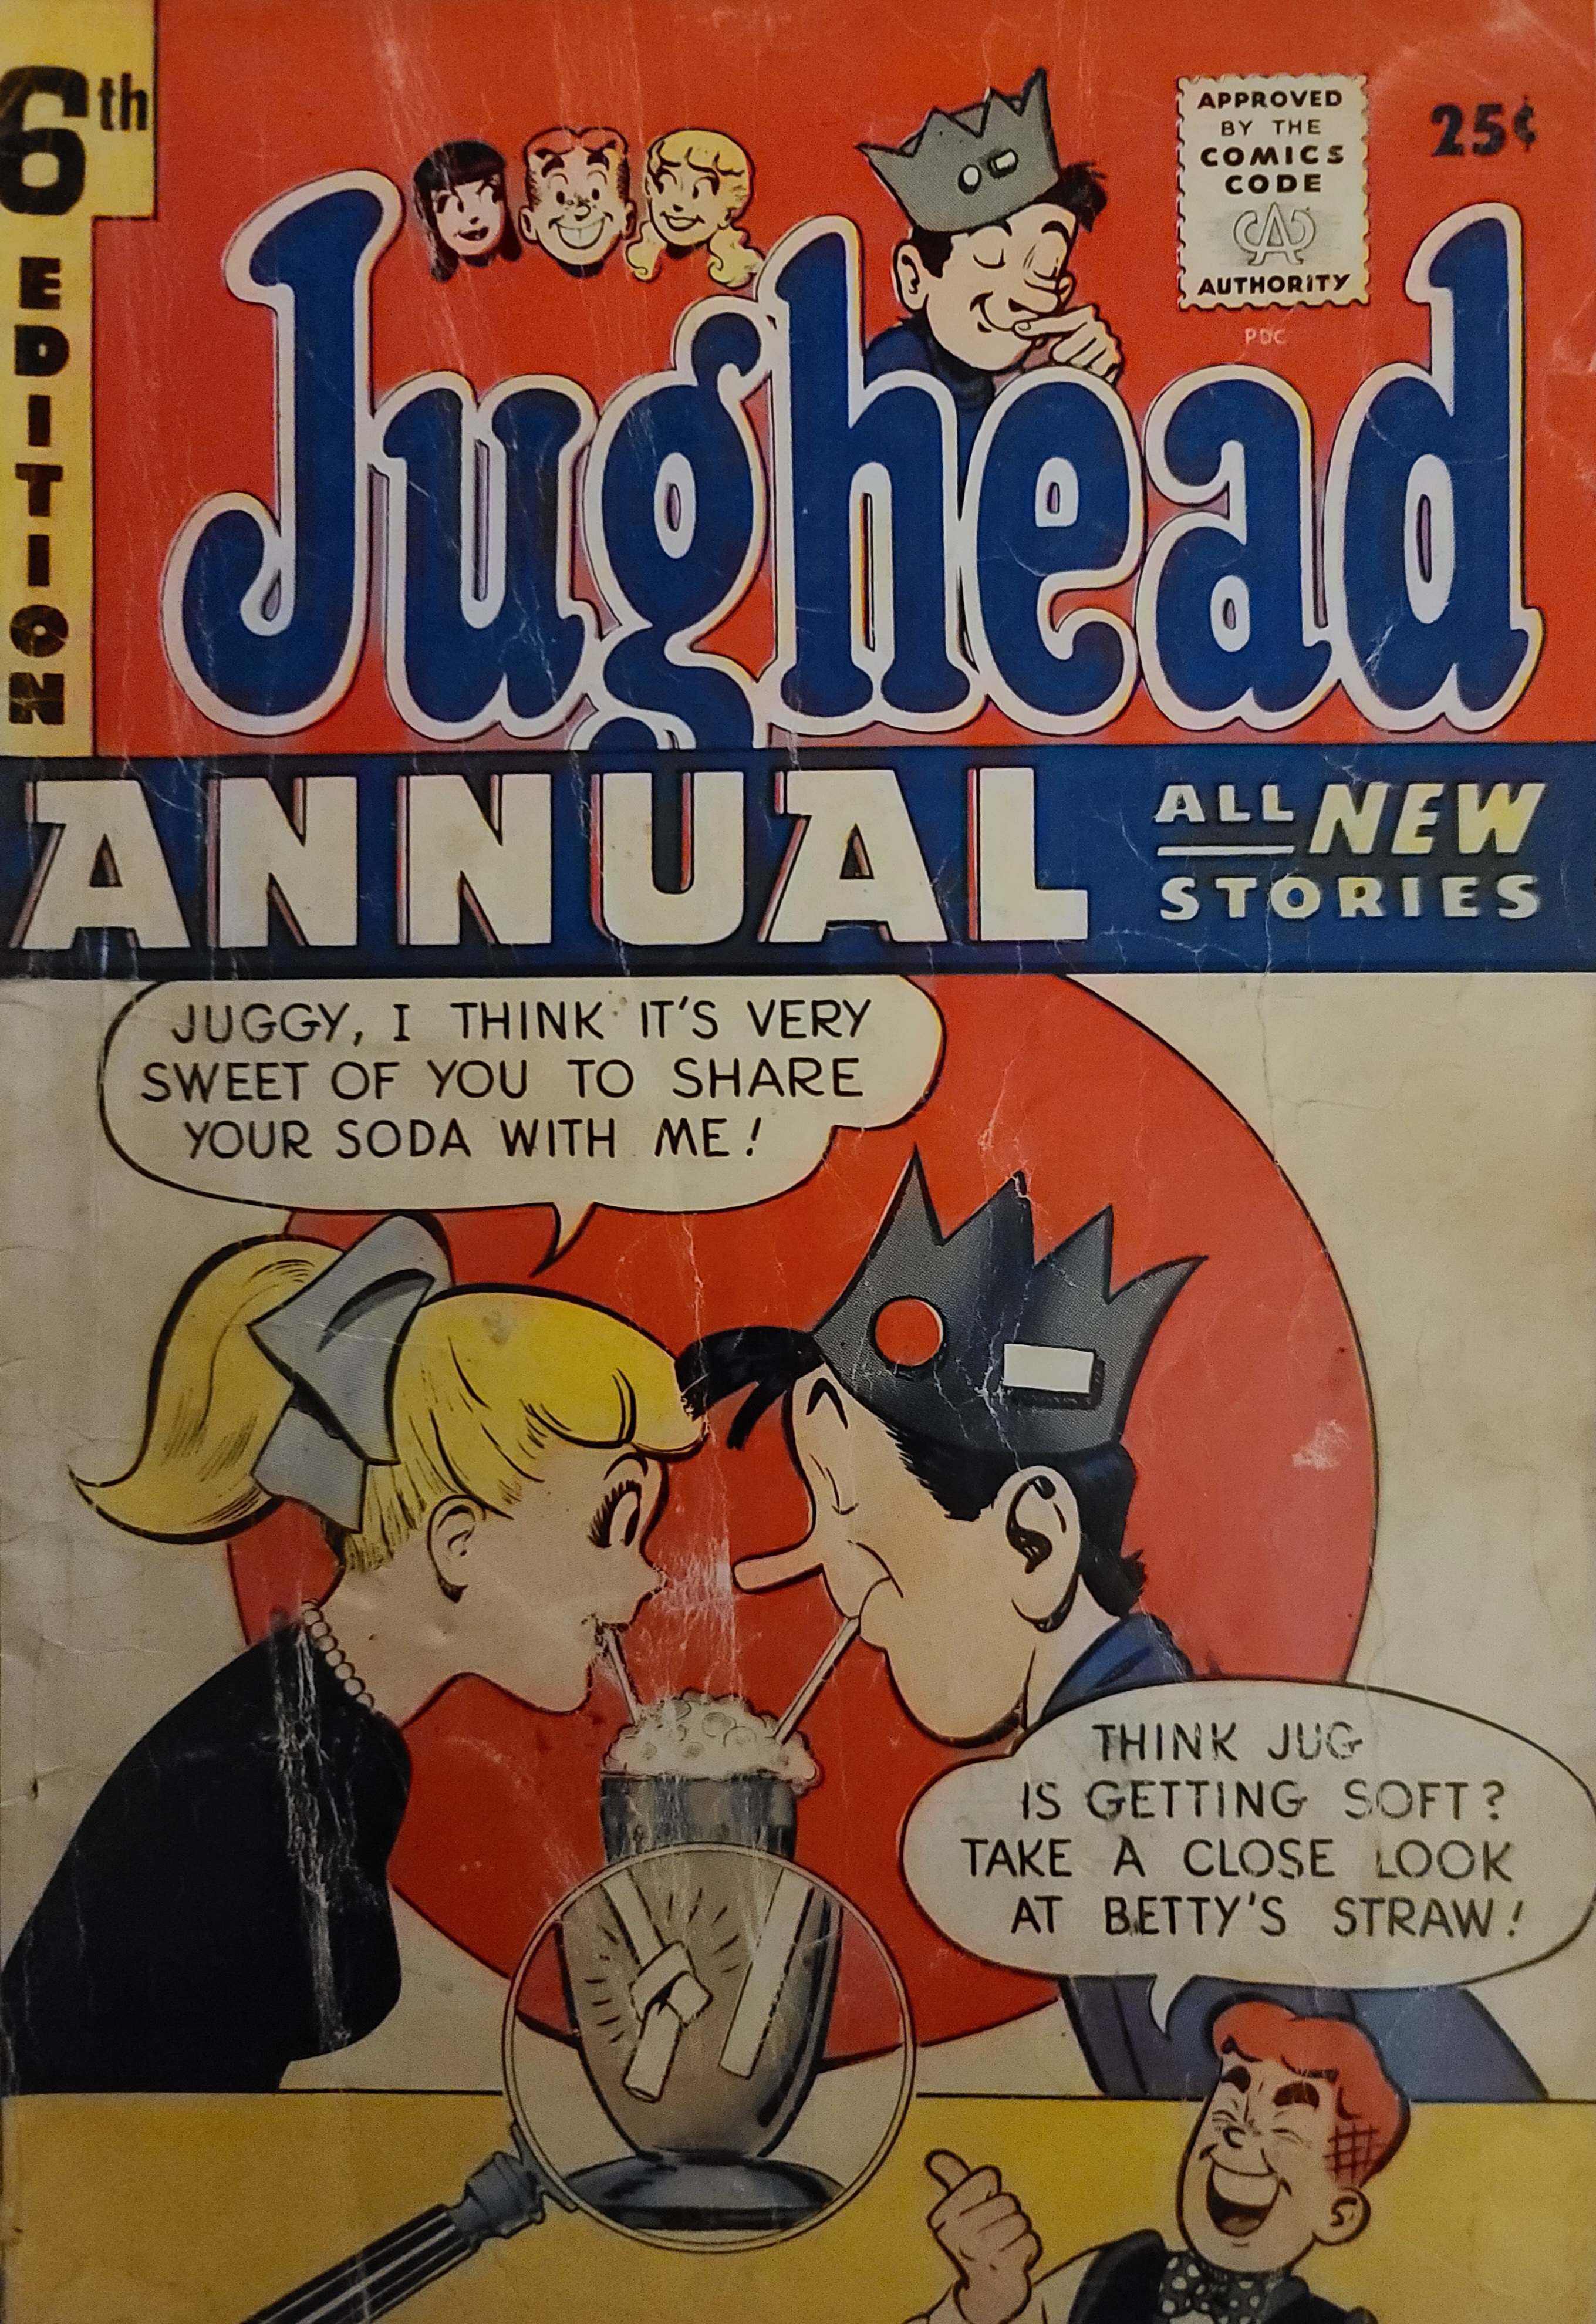 6th
EDITION
Jughead
APPROVED
BY THE
COMICS
CODE
CA
AUTHORITY
PDC
25¢
ANNUAL
ALL NEW
STORIES
JUGGY, I THINK IT'S VERY
SWEET OF YOU TO SHARE
YOUR SODA WITH ME!
THINK JUG
IS GETTING SOFT?
TAKE A CLOSE LOOK
AT BETTY'S STRAW!